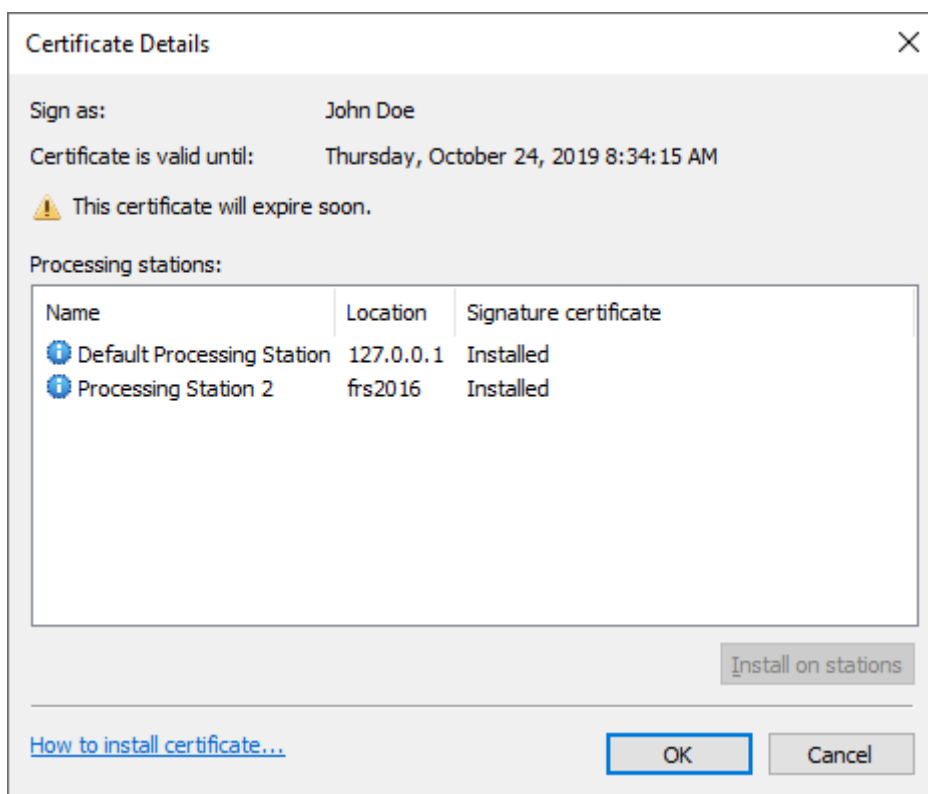 Certificate Details
Sign as: John Doe
Certificate is valid until: Thursday, October 24, 2019 8:34:15 AM
This certificate will expire soon.
Processing stations:
Name Location Signature certificate
Default Processing Station 127.0.0.1 Installed
Processing Station 2 frs2016 Installed
Install on stations
How to install certificate... OK Cancel